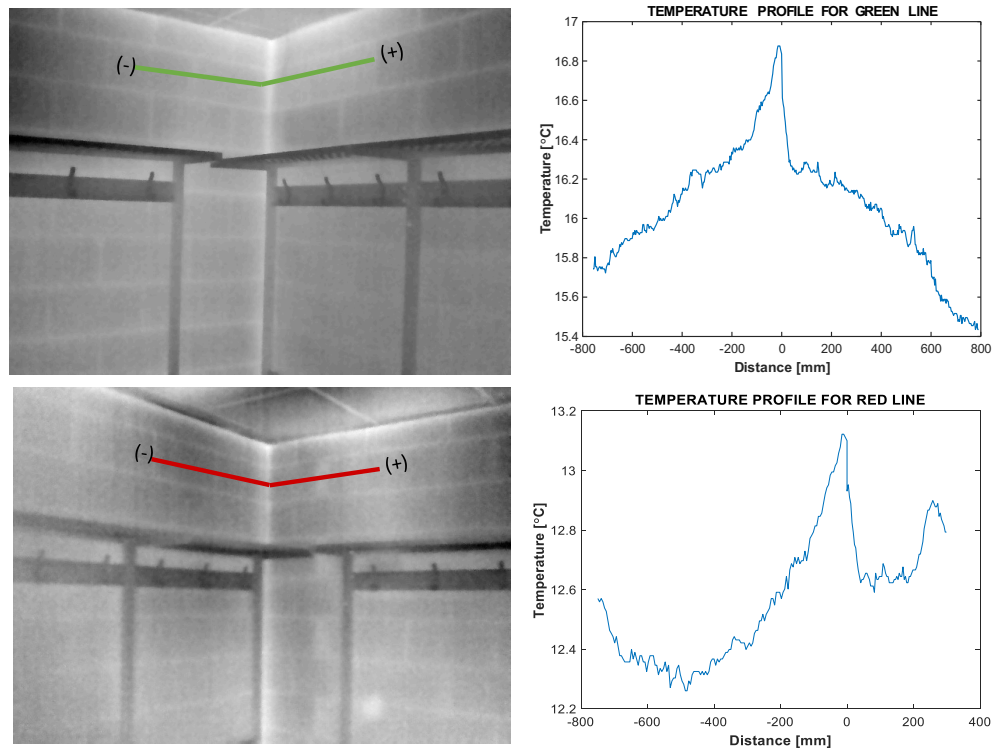 TEMPERATURE PROFILE FOR GREEN LINE
(-)
(+)
17
16.8
16.6
16.4
16.2
16
15.8
15.6
15.4
Temperature [°C]
-800 -600 -400 -200 0 200 400 600 800
Distance [mm]
TEMPERATURE PROFILE FOR RED LINE
(-)
(+)
13.2
13
12.8
12.6
12.4
12.2
Temperature [°C]
-800 -600 -400 -200 0 200 400
Distance [mm]